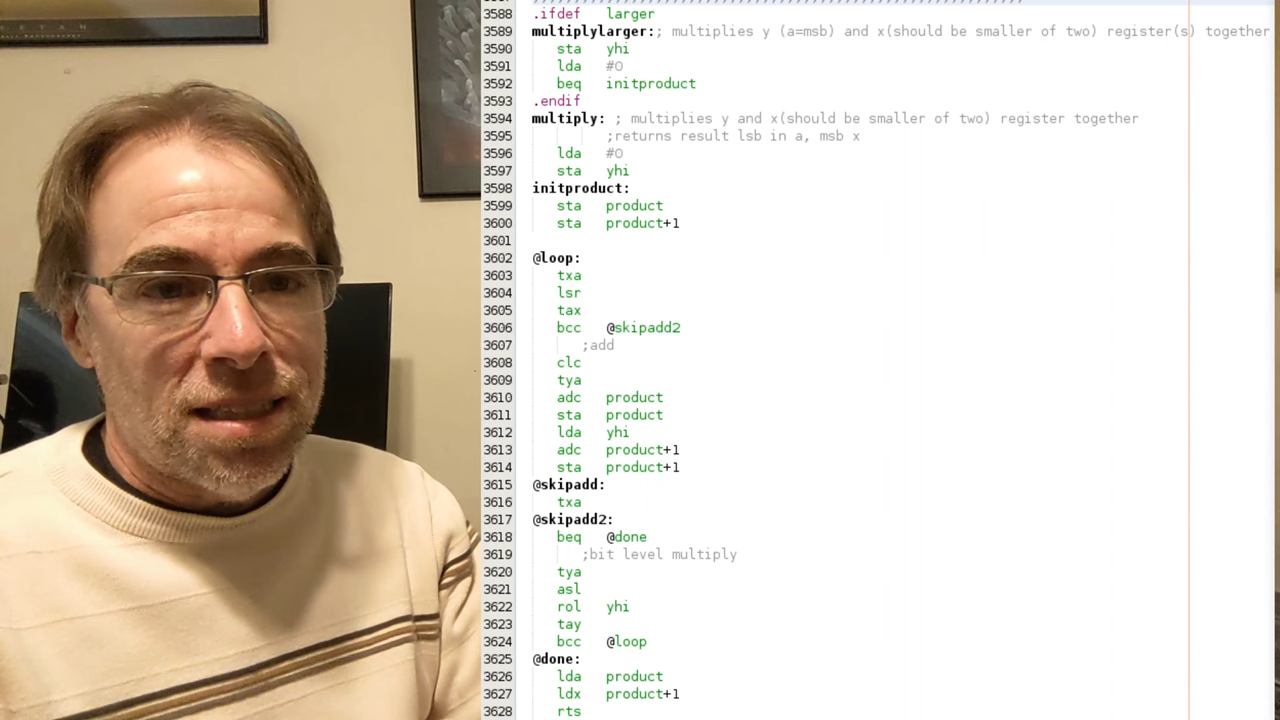 ETAN
3588 .ifdef larger
3589 multiplylarger:; multiplies y (a=msb) and x(should be smaller of two) register(s) together
3590 sta yhi
3591 lda #0
3592 beq initproduct
3593 .endif
3594 multiply: ; multiplies y and x(should be smaller of two) register together
3595 ;returns result lsb in a, msb x
3596 lda #0
3597 sta yhi
3598 initproduct:
3599 sta product
3600 sta product+1
3601
3602 @loop:
3603 txa
3604 lsr
3605 tax
3606 bcc @skipadd2
3607 ;add
3608 clc
3609 tya
3610 adc product
3611 sta product
3612 lda yhi
3613 adc product+1
3614 sta product+1
3615 @skipadd:
3616 txa
3617 @skipadd2:
3618 beq @done
3619 ;bit level multiply
3620 tya
3621 asl
3622 rol yhi
3623 tay
3624 bcc @loop
3625 @done:
3626 lda product
3627 ldx product+1
3628 rts